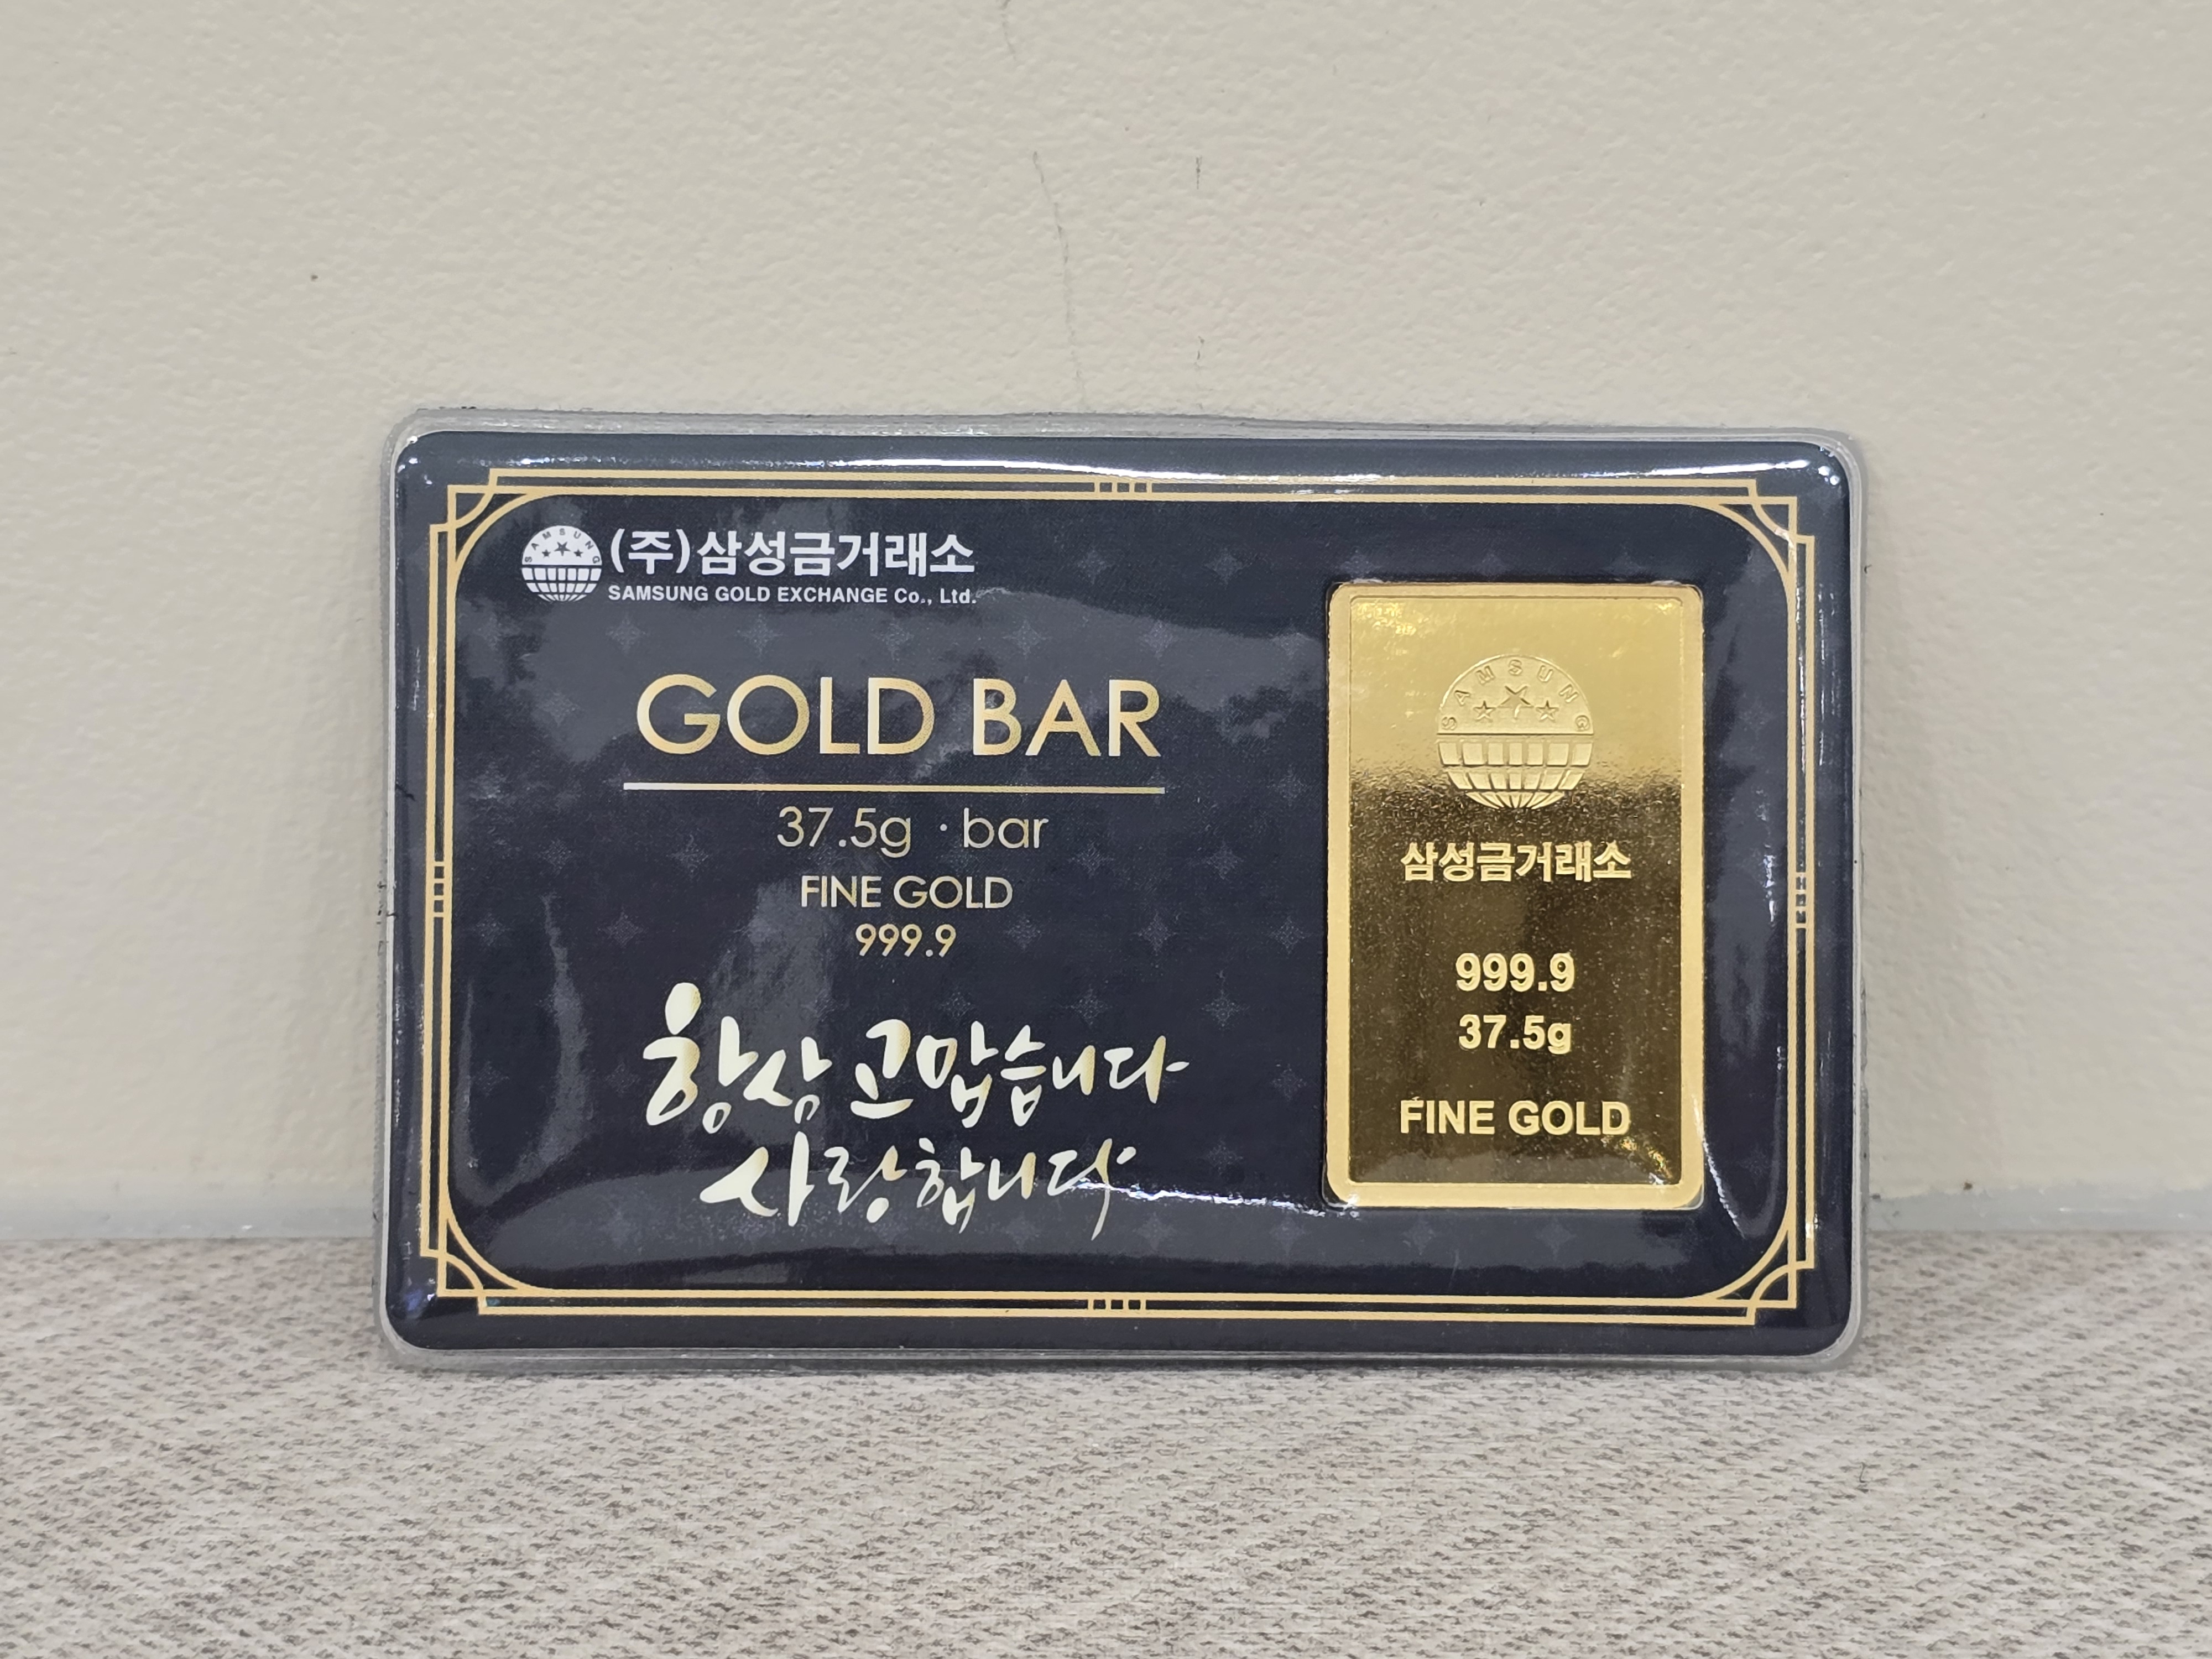 SAMSUNG
(주)삼성금거래소
SAMSUNG GOLD EXCHANGE Co., Ltd.
GOLD BAR
37.5g · bar
FINE GOLD
999.9
항상 고맙습니다
사랑합니다
SAMSUNG
삼성금거래소
999.9
37.5g
FINE GOLD